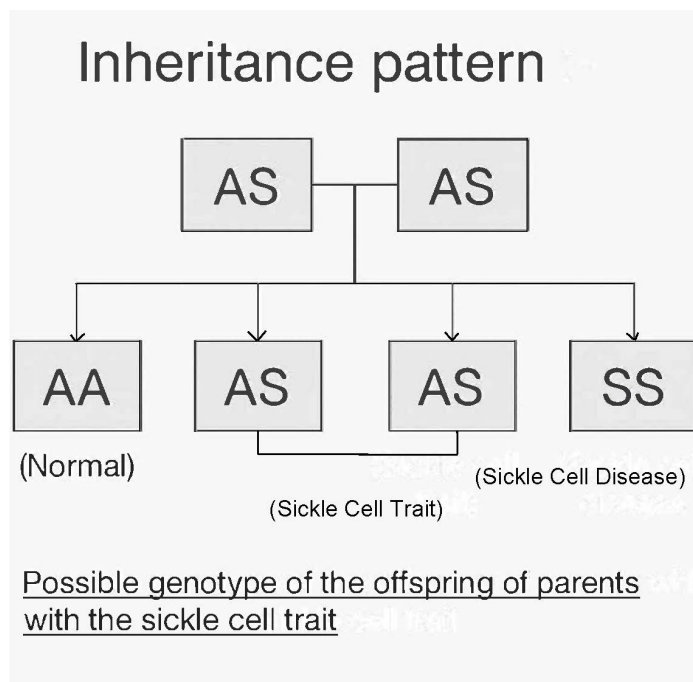 Inheritance pattern
AS AS
AA AS AS SS
(Normal)
(Sickle Cell Disease)
(Sickle Cell Trait)
Possible genotype of the offspring of parents
with the sickle cell trait